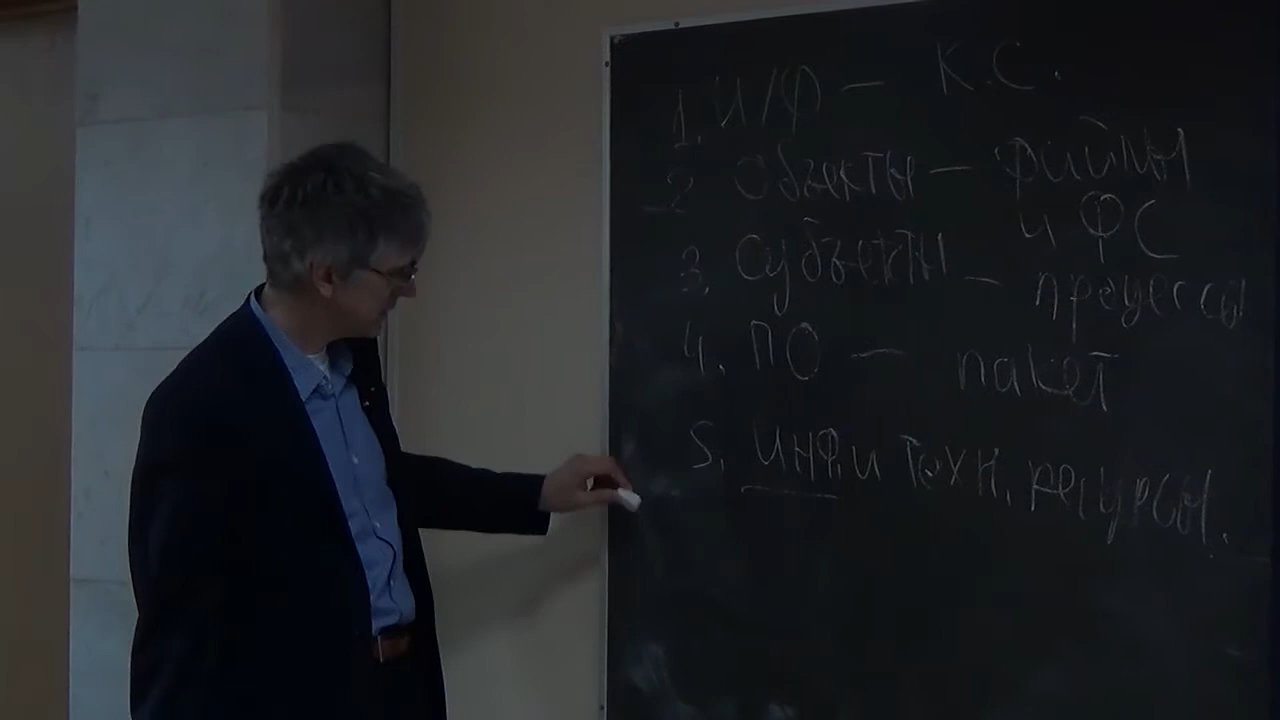 1. И/Ф — К.С.
2 Объекты — файлы
и ФС
3. Субъекты — процессы
4. ПО — пакет
5. Инф. и техн. ресурсы.